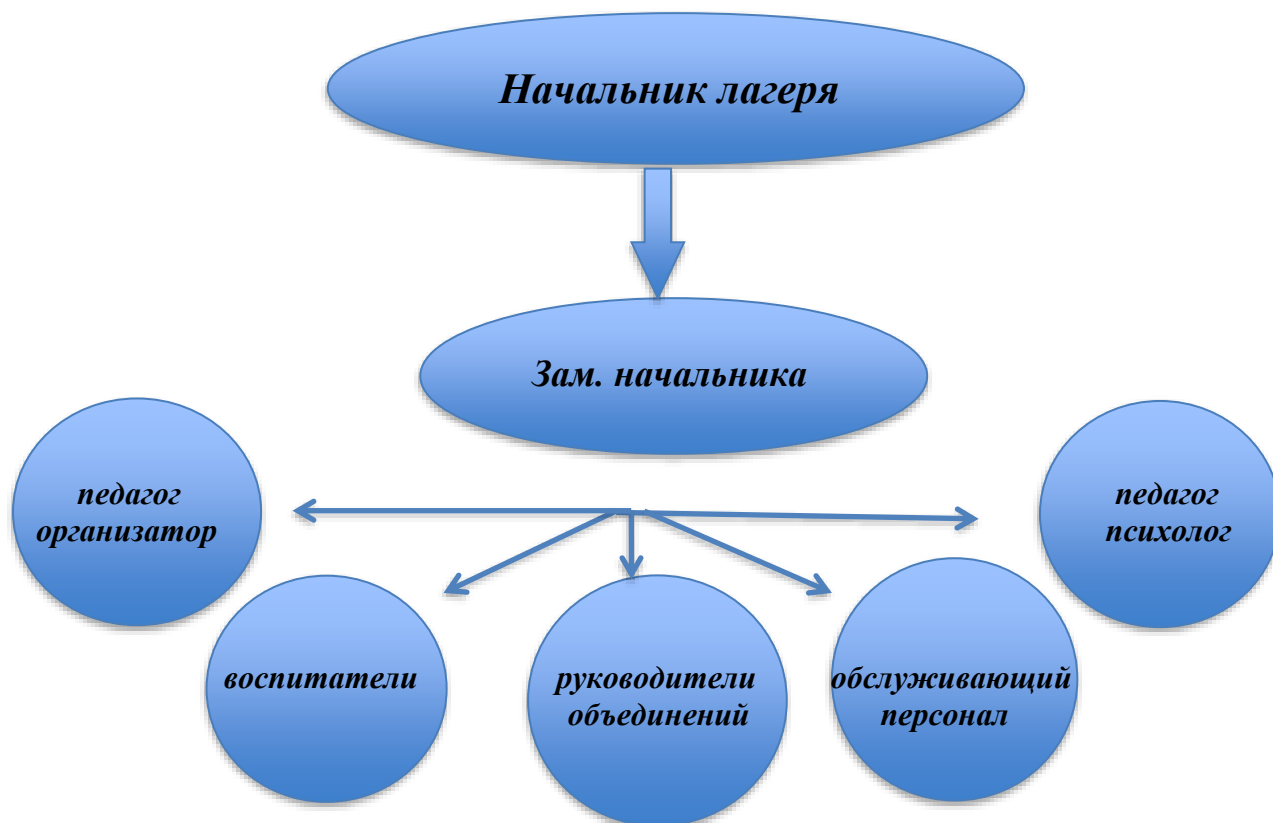 Начальник лагеря
Зам. начальника
педагог
организатор
педагог
психолог
воспитатели
руководители
объединений
обслуживающий
персонал